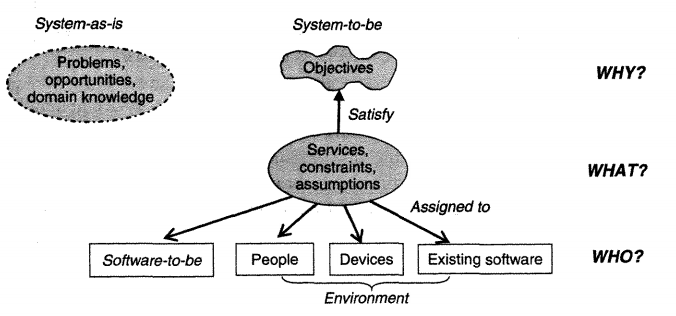 System-as-is
System-to-be
Problems,
opportunities,
domain knowledge
Objectives
WHY?
Satisfy
Services,
constraints,
assumptions
WHAT?
Assigned to
Software-to-be
People
Devices
Existing software
WHO?
Environment